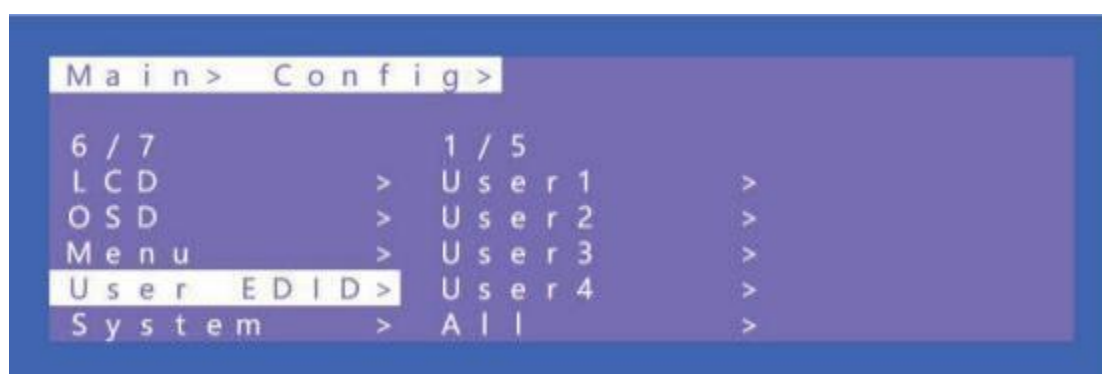 Main> Config>
6/7 1/5
LCD > User1 >
OSD > User2 >
Menu > User3 >
User EDID> User4 >
System > All >